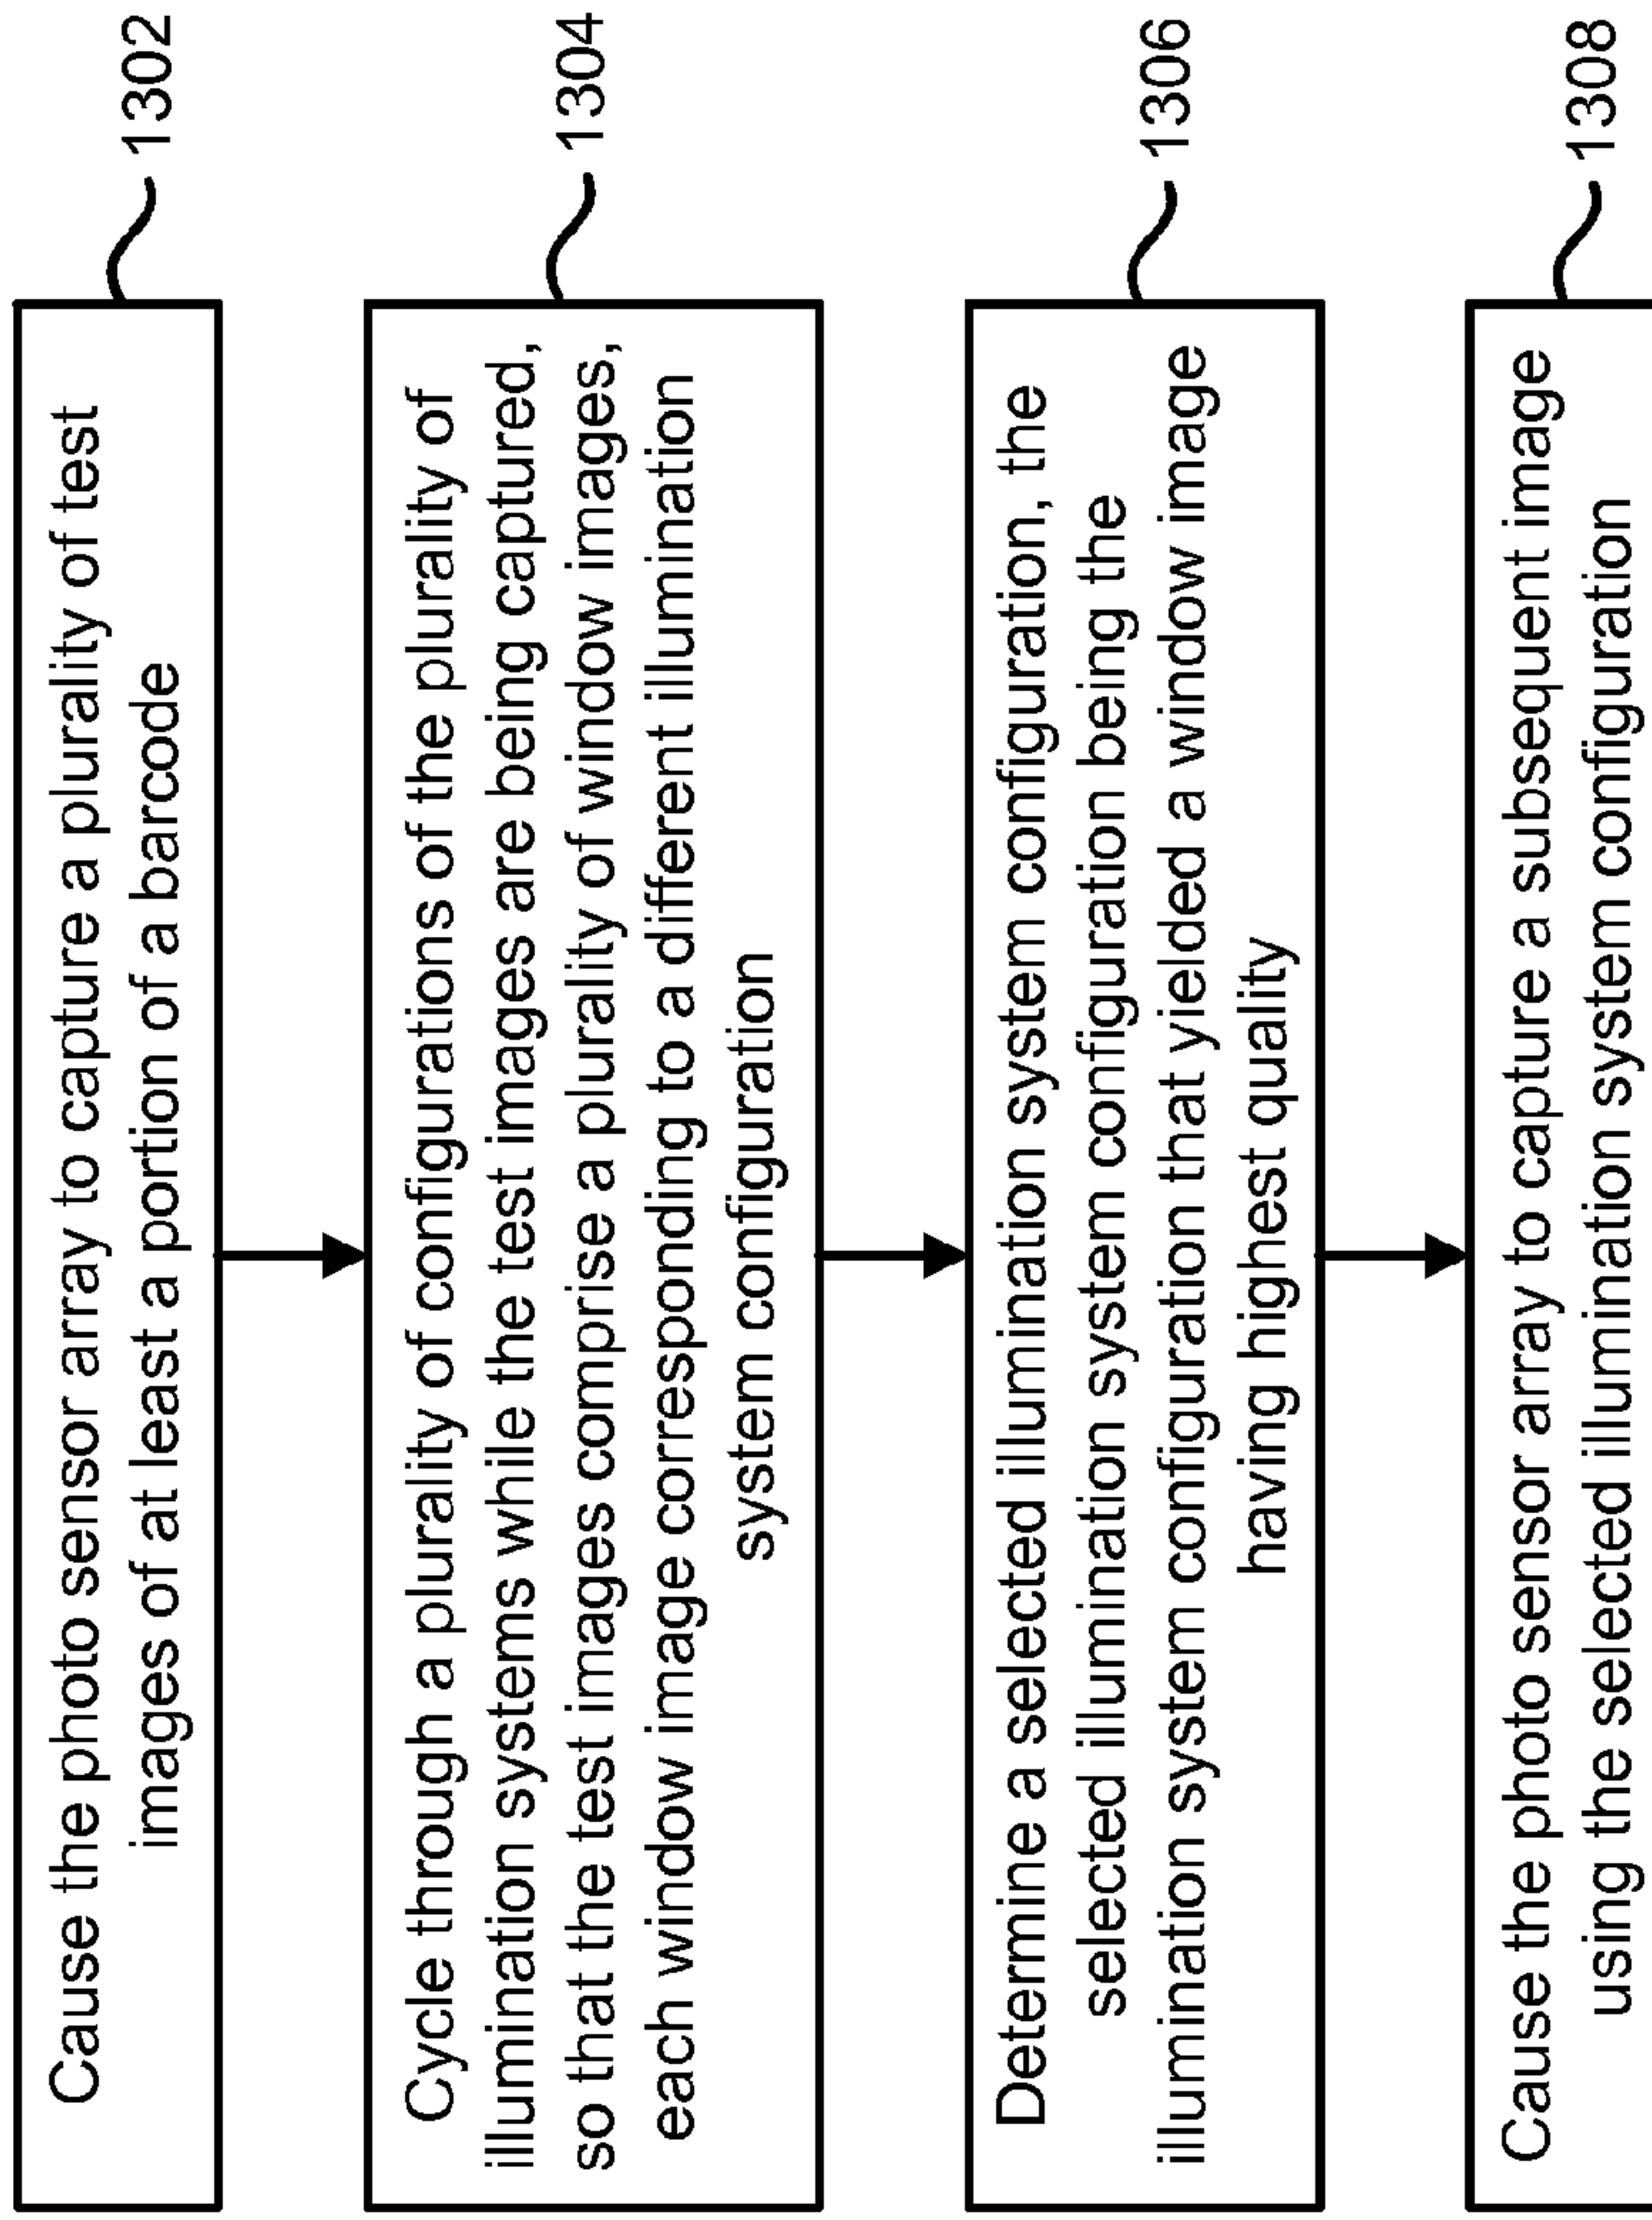 Cause the photo sensor array to capture a plurality of test
images of at least a portion of a barcode
1302
Cycle through a plurality of configurations of the plurality of
illumination systems while the test images are being captured,
so that the test images comprise a plurality of window images,
each window image corresponding to a different illumination
system configuration
1304
Determine a selected illumination system configuration, the
selected illumination system configuration being the
illumination system configuration that yielded a window image
having highest quality
1306
Cause the photo sensor array to capture a subsequent image
using the selected illumination system configuration
1308